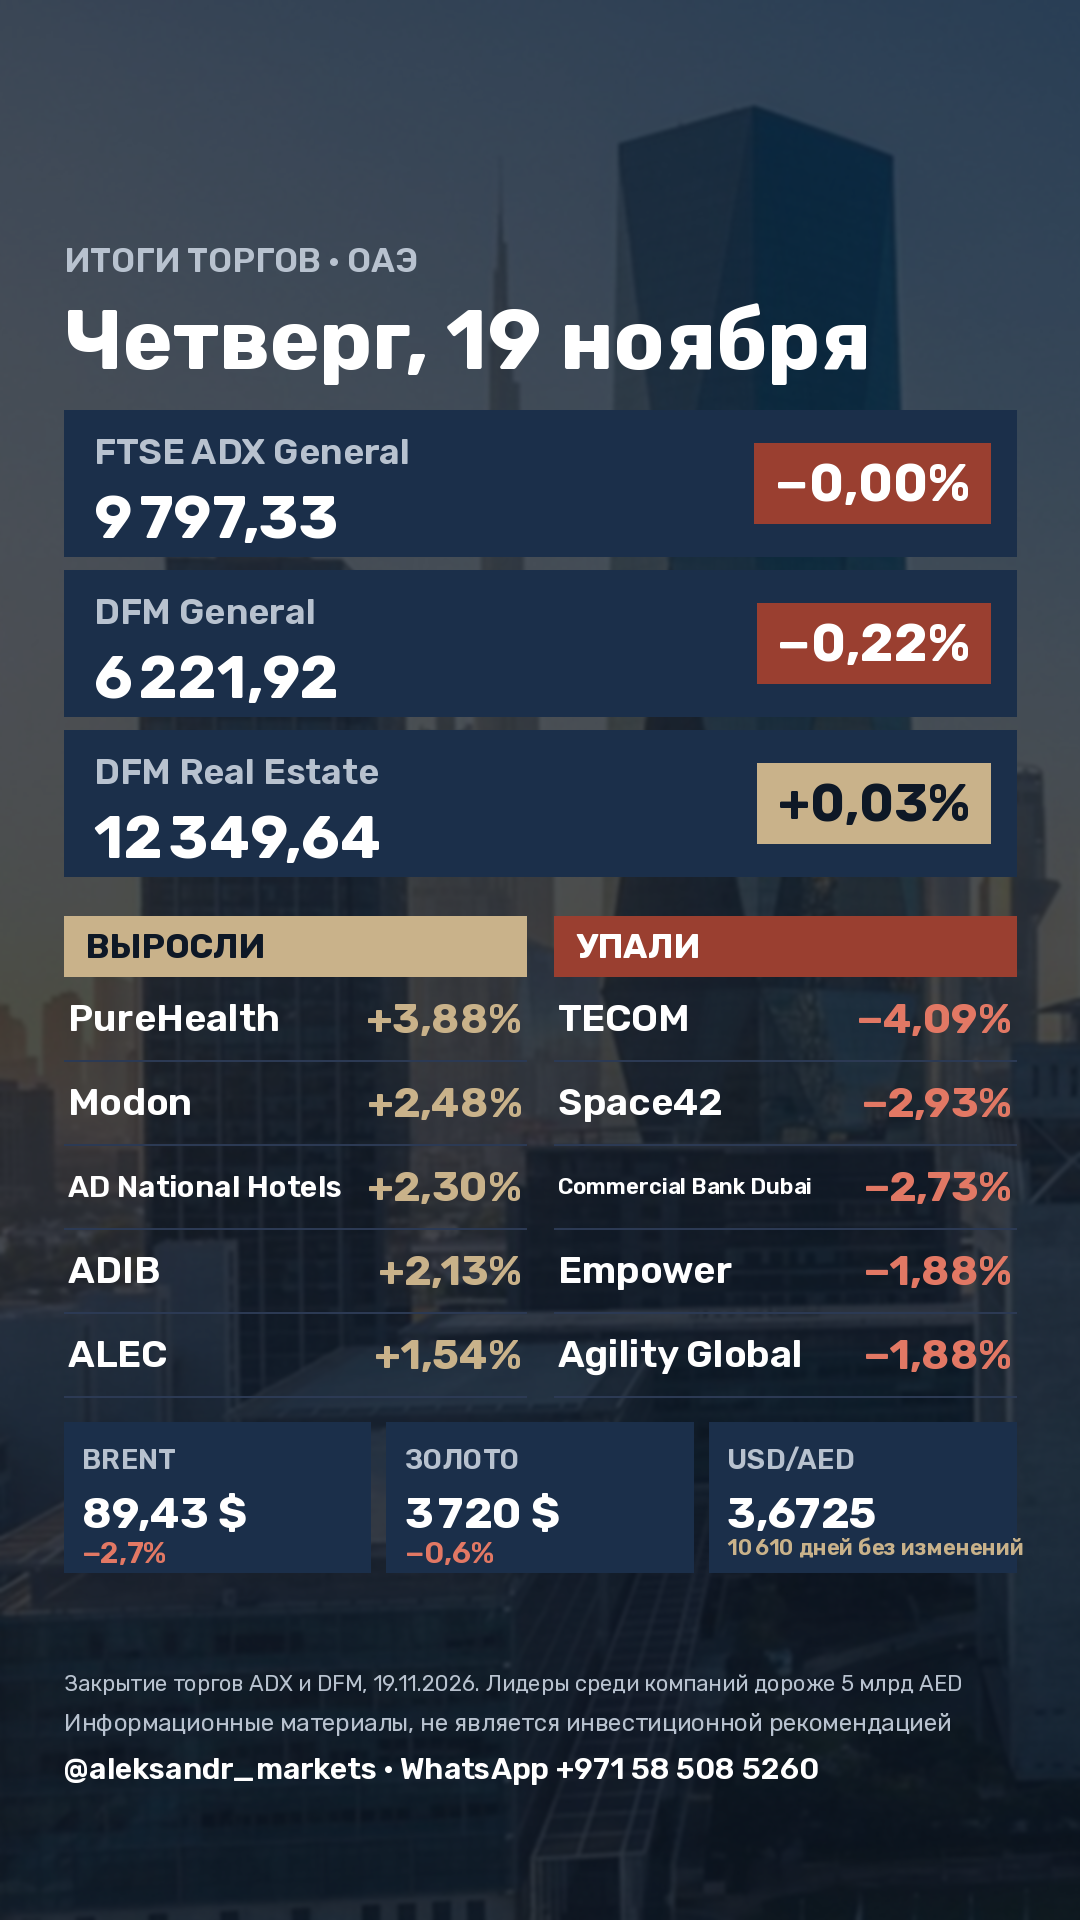 ИТОГИ ТОРГОВ • ОАЭ
Четверг, 19 ноября
FTSE ADX General
9 797,33
−0,00%
DFM General
6 221,92
−0,22%
DFM Real Estate
12 349,64
+0,03%
ВЫРОСЛИ
PureHealth +3,88%
Modon +2,48%
AD National Hotels +2,30%
ADIB +2,13%
ALEC +1,54%
УПАЛИ
TECOM −4,09%
Space42 −2,93%
Commercial Bank Dubai −2,73%
Empower −1,88%
Agility Global −1,88%
BRENT
89,43 $
−2,7%
ЗОЛОТО
3 720 $
−0,6%
USD/AED
3,6725
10 610 дней без изменений
Закрытие торгов ADX и DFM, 19.11.2026. Лидеры среди компаний дороже 5 млрд AED
Информационные материалы, не является инвестиционной рекомендацией
@aleksandr_markets • WhatsApp +971 58 508 5260